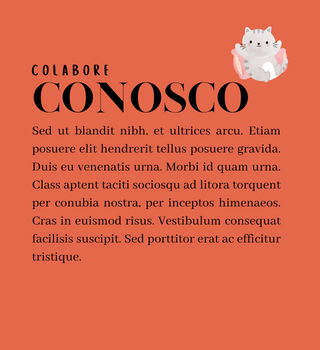 COLABORE
CONOSCO
Sed ut blandit nibh, et ultrices arcu. Etiam
posuere elit hendrerit tellus posuere gravida.
Duis eu venenatis urna. Morbi id quam urna.
Class aptent taciti sociosqu ad litora torquent
per conubia nostra, per inceptos himenaeos.
Cras in euismod risus. Vestibulum consequat
facilisis suscipit. Sed porttitor erat ac efficitur
tristique.